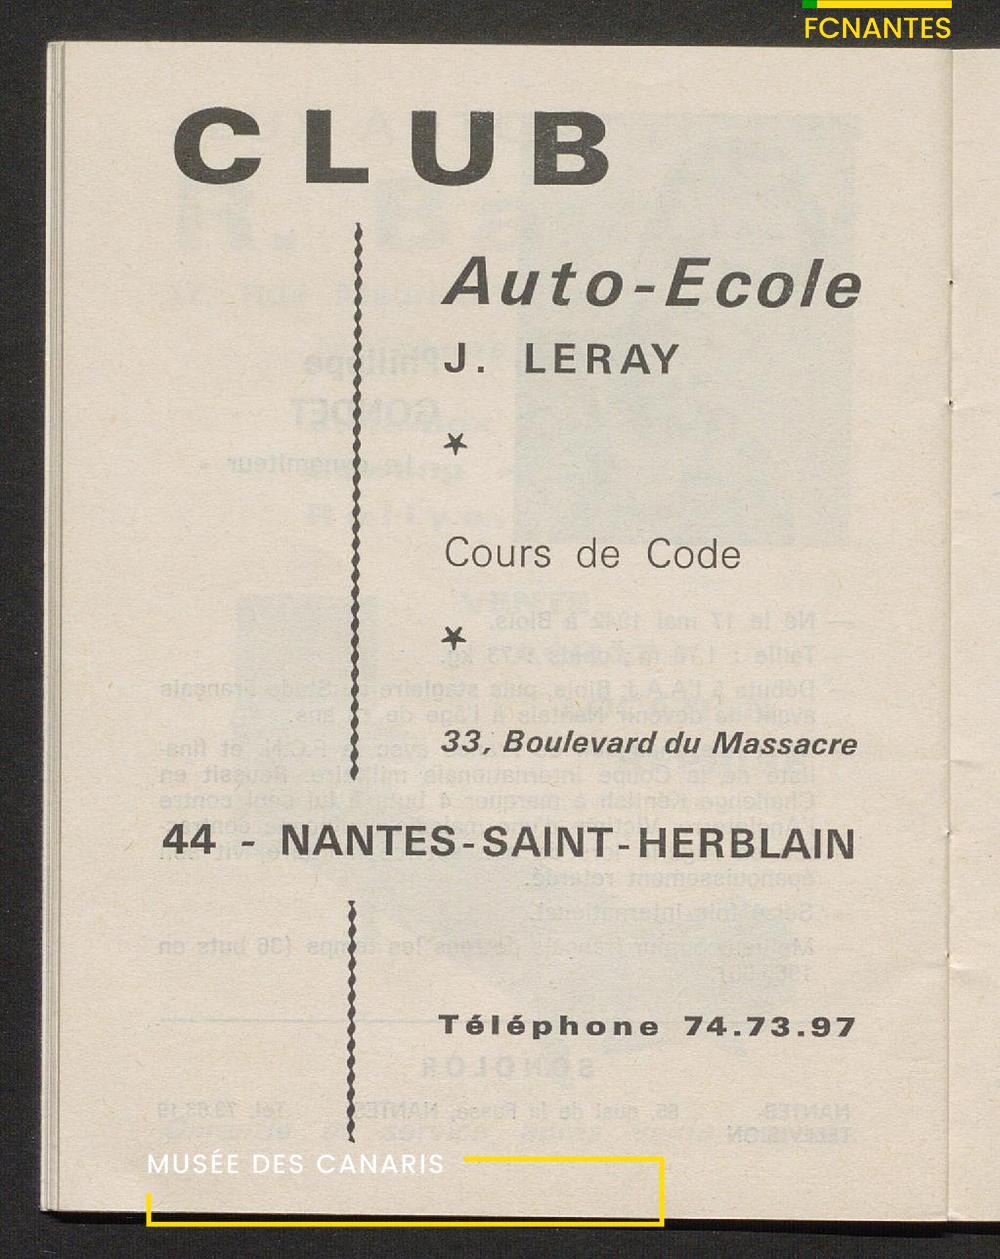 FCNANTES
CLUB
Auto-Ecole
J. LERAY
Cours de Code
33, Boulevard du Massacre
44 - NANTES-SAINT-HERBLAIN
Téléphone 74.73.97
MUSÉE DES CANARIS